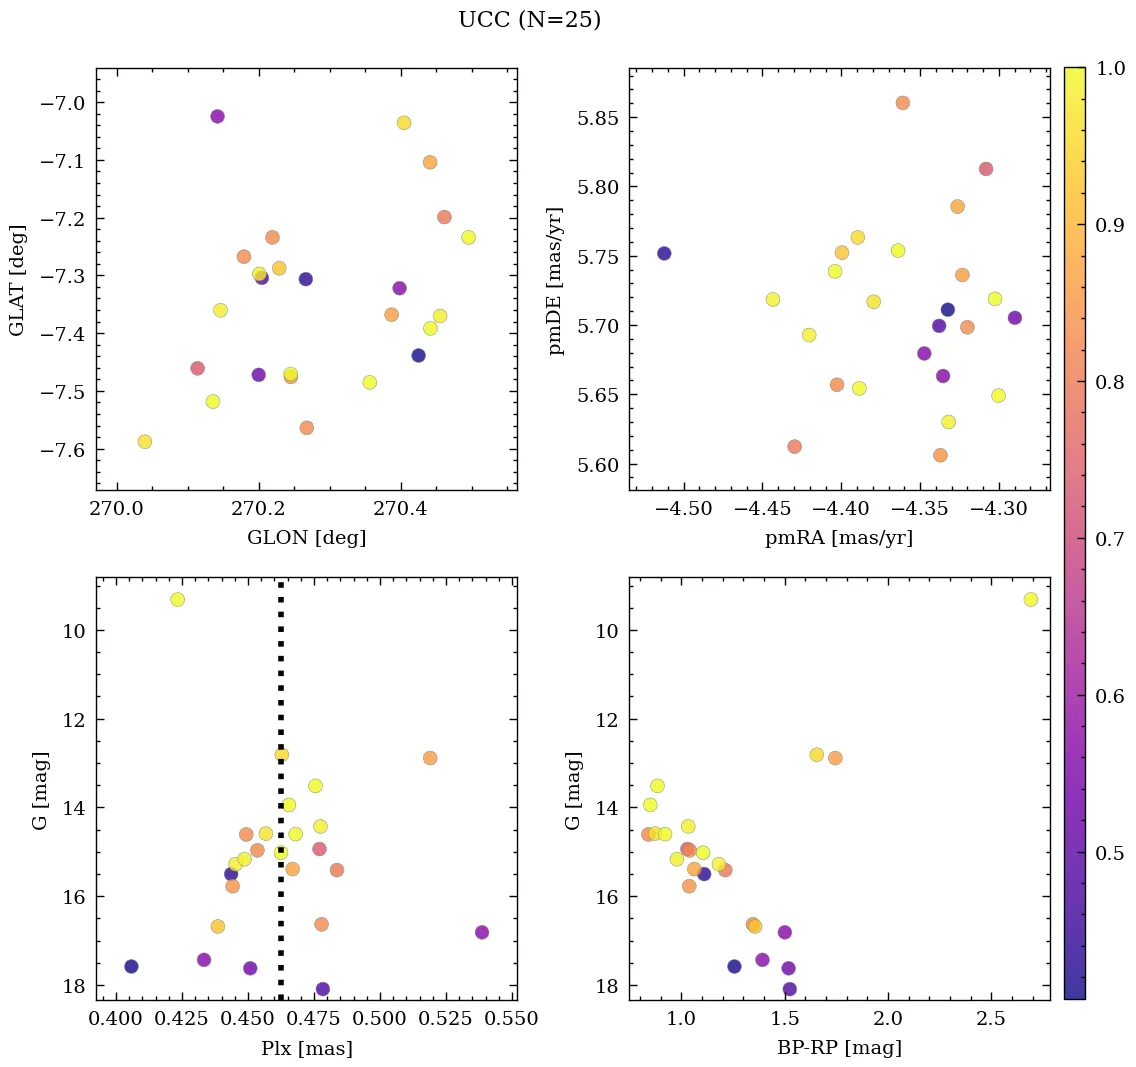 UCC (N=25)
−7.0
−7.1
−7.2
−7.3
−7.4
−7.5
−7.6
GLAT [deg]
270.0 270.2 270.4
GLON [deg]
5.85
5.80
5.75
5.70
5.65
5.60
pmDE [mas/yr]
−4.50 −4.45 −4.40 −4.35 −4.30
pmRA [mas/yr]
10
12
14
16
18
G [mag]
0.400 0.425 0.450 0.475 0.500 0.525 0.550
Plx [mas]
10
12
14
16
18
G [mag]
1.0 1.5 2.0 2.5
BP-RP [mag]
1.0
0.9
0.8
0.7
0.6
0.5